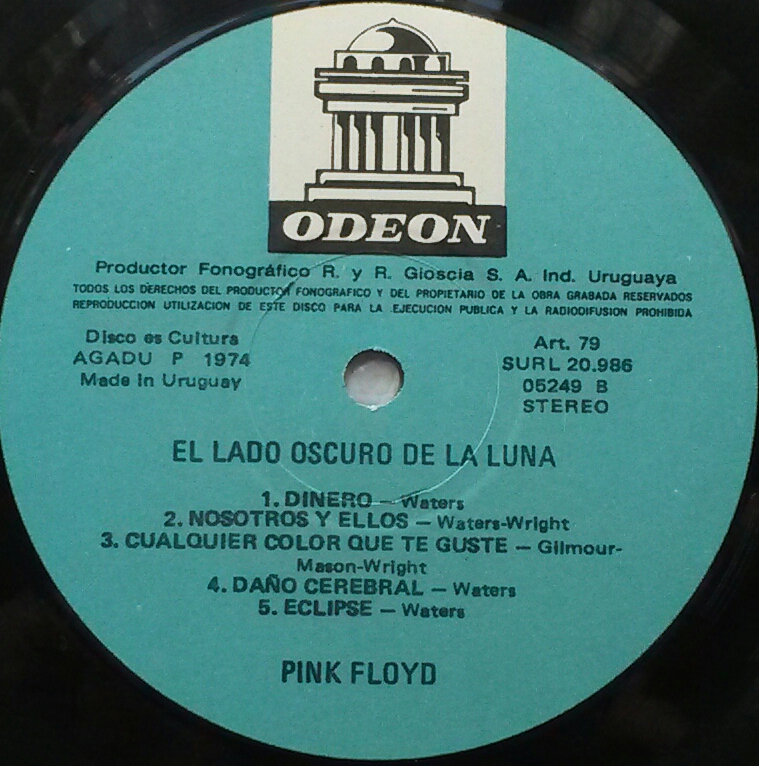 ODEON
Productor Fonográfico R. y R. Gioscia S. A. Ind. Uruguaya
TODOS LOS DERECHOS DEL PRODUCTOR FONOGRAFICO Y DEL PROPIETARIO DE LA OBRA GRABADA RESERVADOS
REPRODUCCION UTILIZACION DE ESTE DISCO PARA LA EJECUCION PUBLICA Y LA RADIODIFUSION PROHIBIDA
Disco es Cultura
AGADU P 1974
Made In Uruguay
Art. 79
SURL 20.986
05249 B
STEREO
EL LADO OSCURO DE LA LUNA
1. DINERO – Waters
2. NOSOTROS Y ELLOS – Waters-Wright
3. CUALQUIER COLOR QUE TE GUSTE – Gilmour-
Mason-Wright
4. DAÑO CEREBRAL – Waters
5. ECLIPSE – Waters
PINK FLOYD